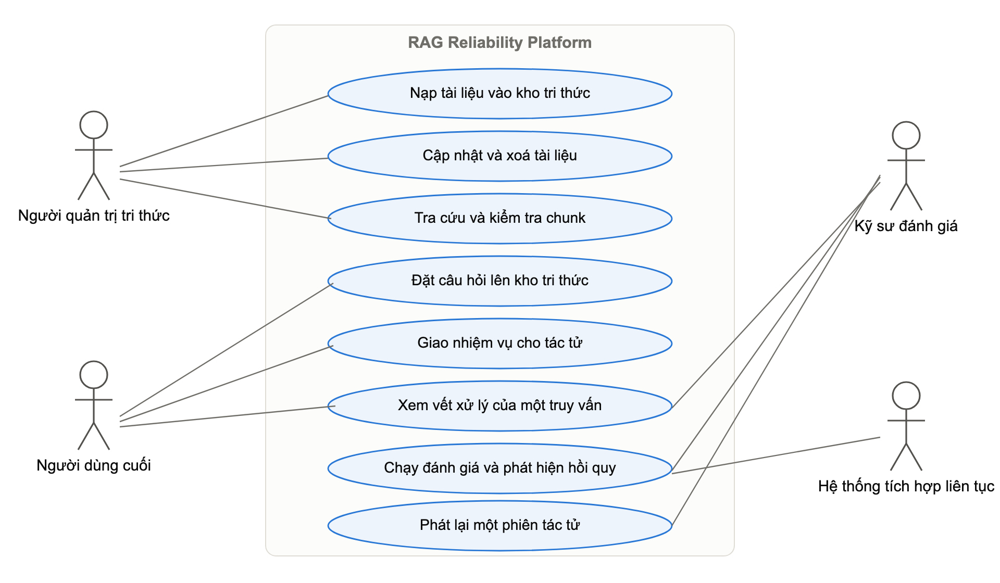 RAG Reliability Platform
Nạp tài liệu vào kho tri thức
Cập nhật và xoá tài liệu
Tra cứu và kiểm tra chunk
Đặt câu hỏi lên kho tri thức
Giao nhiệm vụ cho tác tử
Xem vết xử lý của một truy vấn
Chạy đánh giá và phát hiện hồi quy
Phát lại một phiên tác tử
Người quản trị tri thức
Người dùng cuối
Kỹ sư đánh giá
Hệ thống tích hợp liên tục